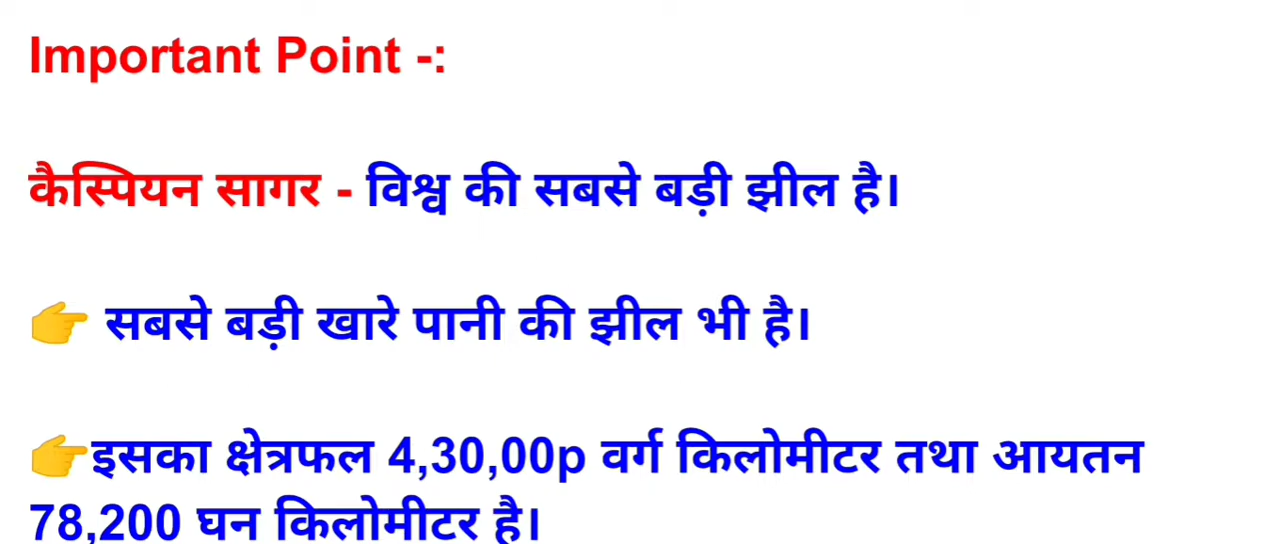 Important Point -:
कैस्पियन सागर - विश्व की सबसे बड़ी झील है।
👉 सबसे बड़ी खारे पानी की झील भी है।
👉इसका क्षेत्रफल 4,30,00p वर्ग किलोमीटर तथा आयतन
78,200 घन किलोमीटर है।